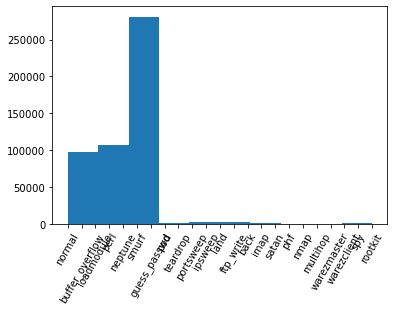 250000
200000
150000
100000
50000
0
normal
buffer_overflow
loadmodule
perl
neptune
smurf
guess_passwd
pod
teardrop
portsweep
ipsweep
land
ftp_write
back
imap
satan
phf
nmap
multihop
warezmaster
warezclient
spy
rootkit